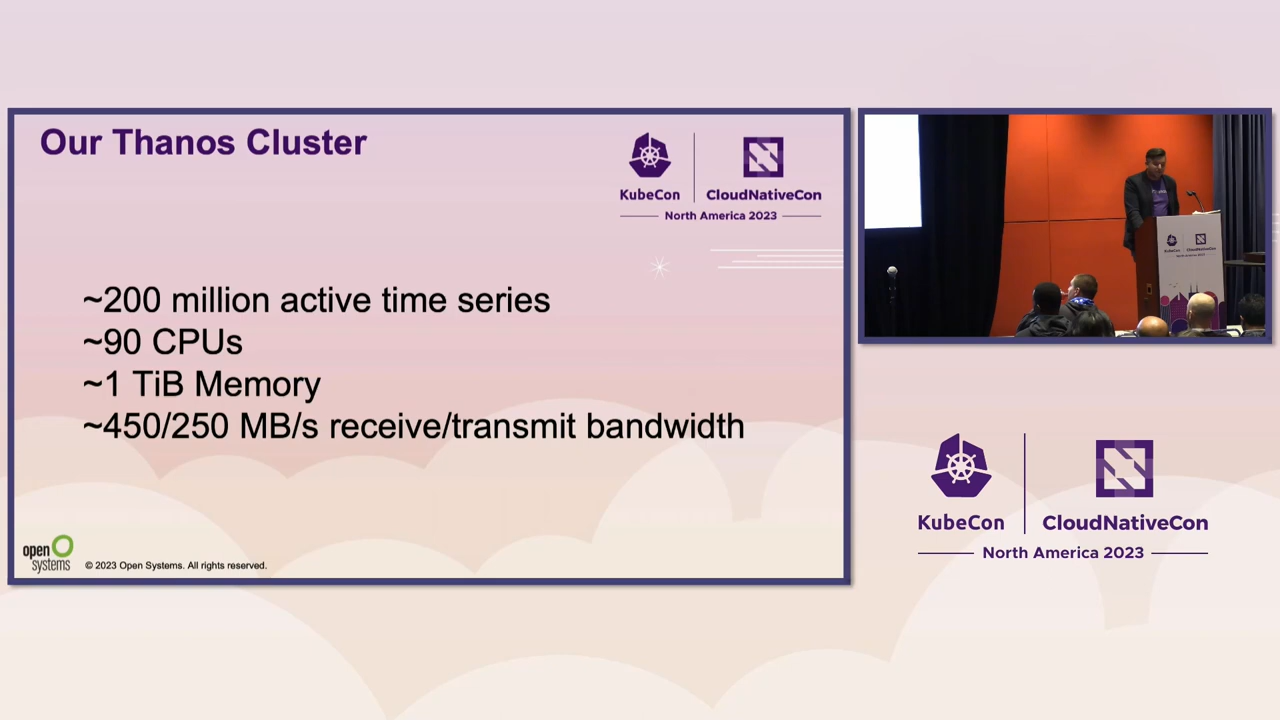 Our Thanos Cluster
KubeCon
CloudNativeCon
North America 2023
~200 million active time series
~90 CPUs
~1 TiB Memory
~450/250 MB/s receive/transmit bandwidth
open
systems
© 2023 Open Systems. All rights reserved.
KubeCon
CloudNativeCon
North America 2023